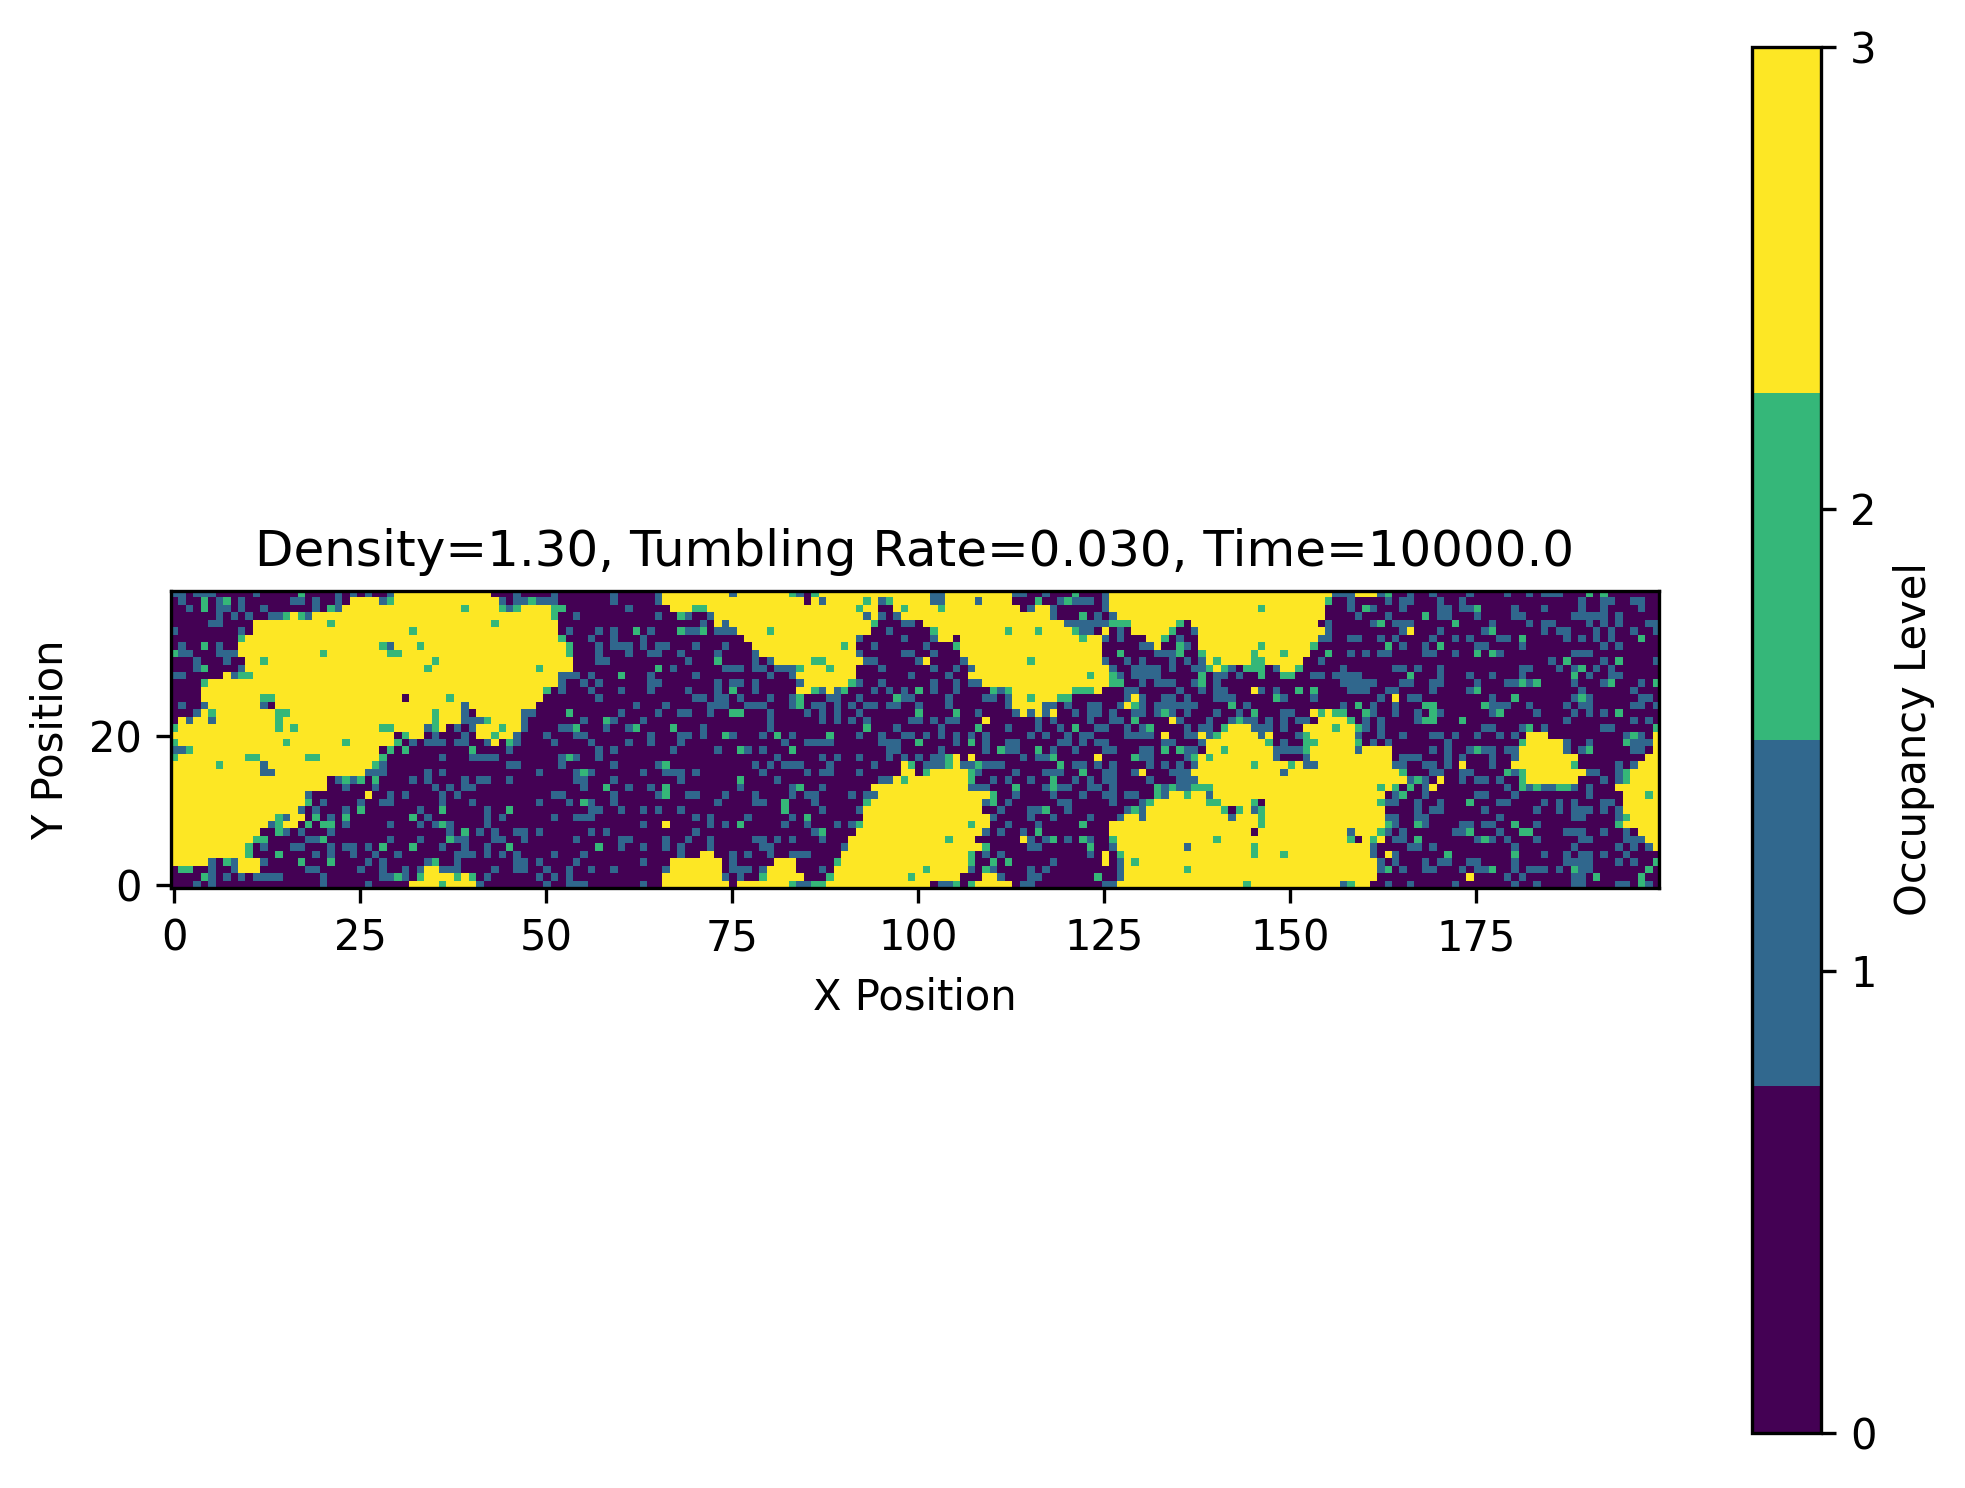 Density=1.30, Tumbling Rate=0.030, Time=10000.0
Y Position
20
0
0 25 50 75 100 125 150 175
X Position
3
2
1
0
Occupancy Level